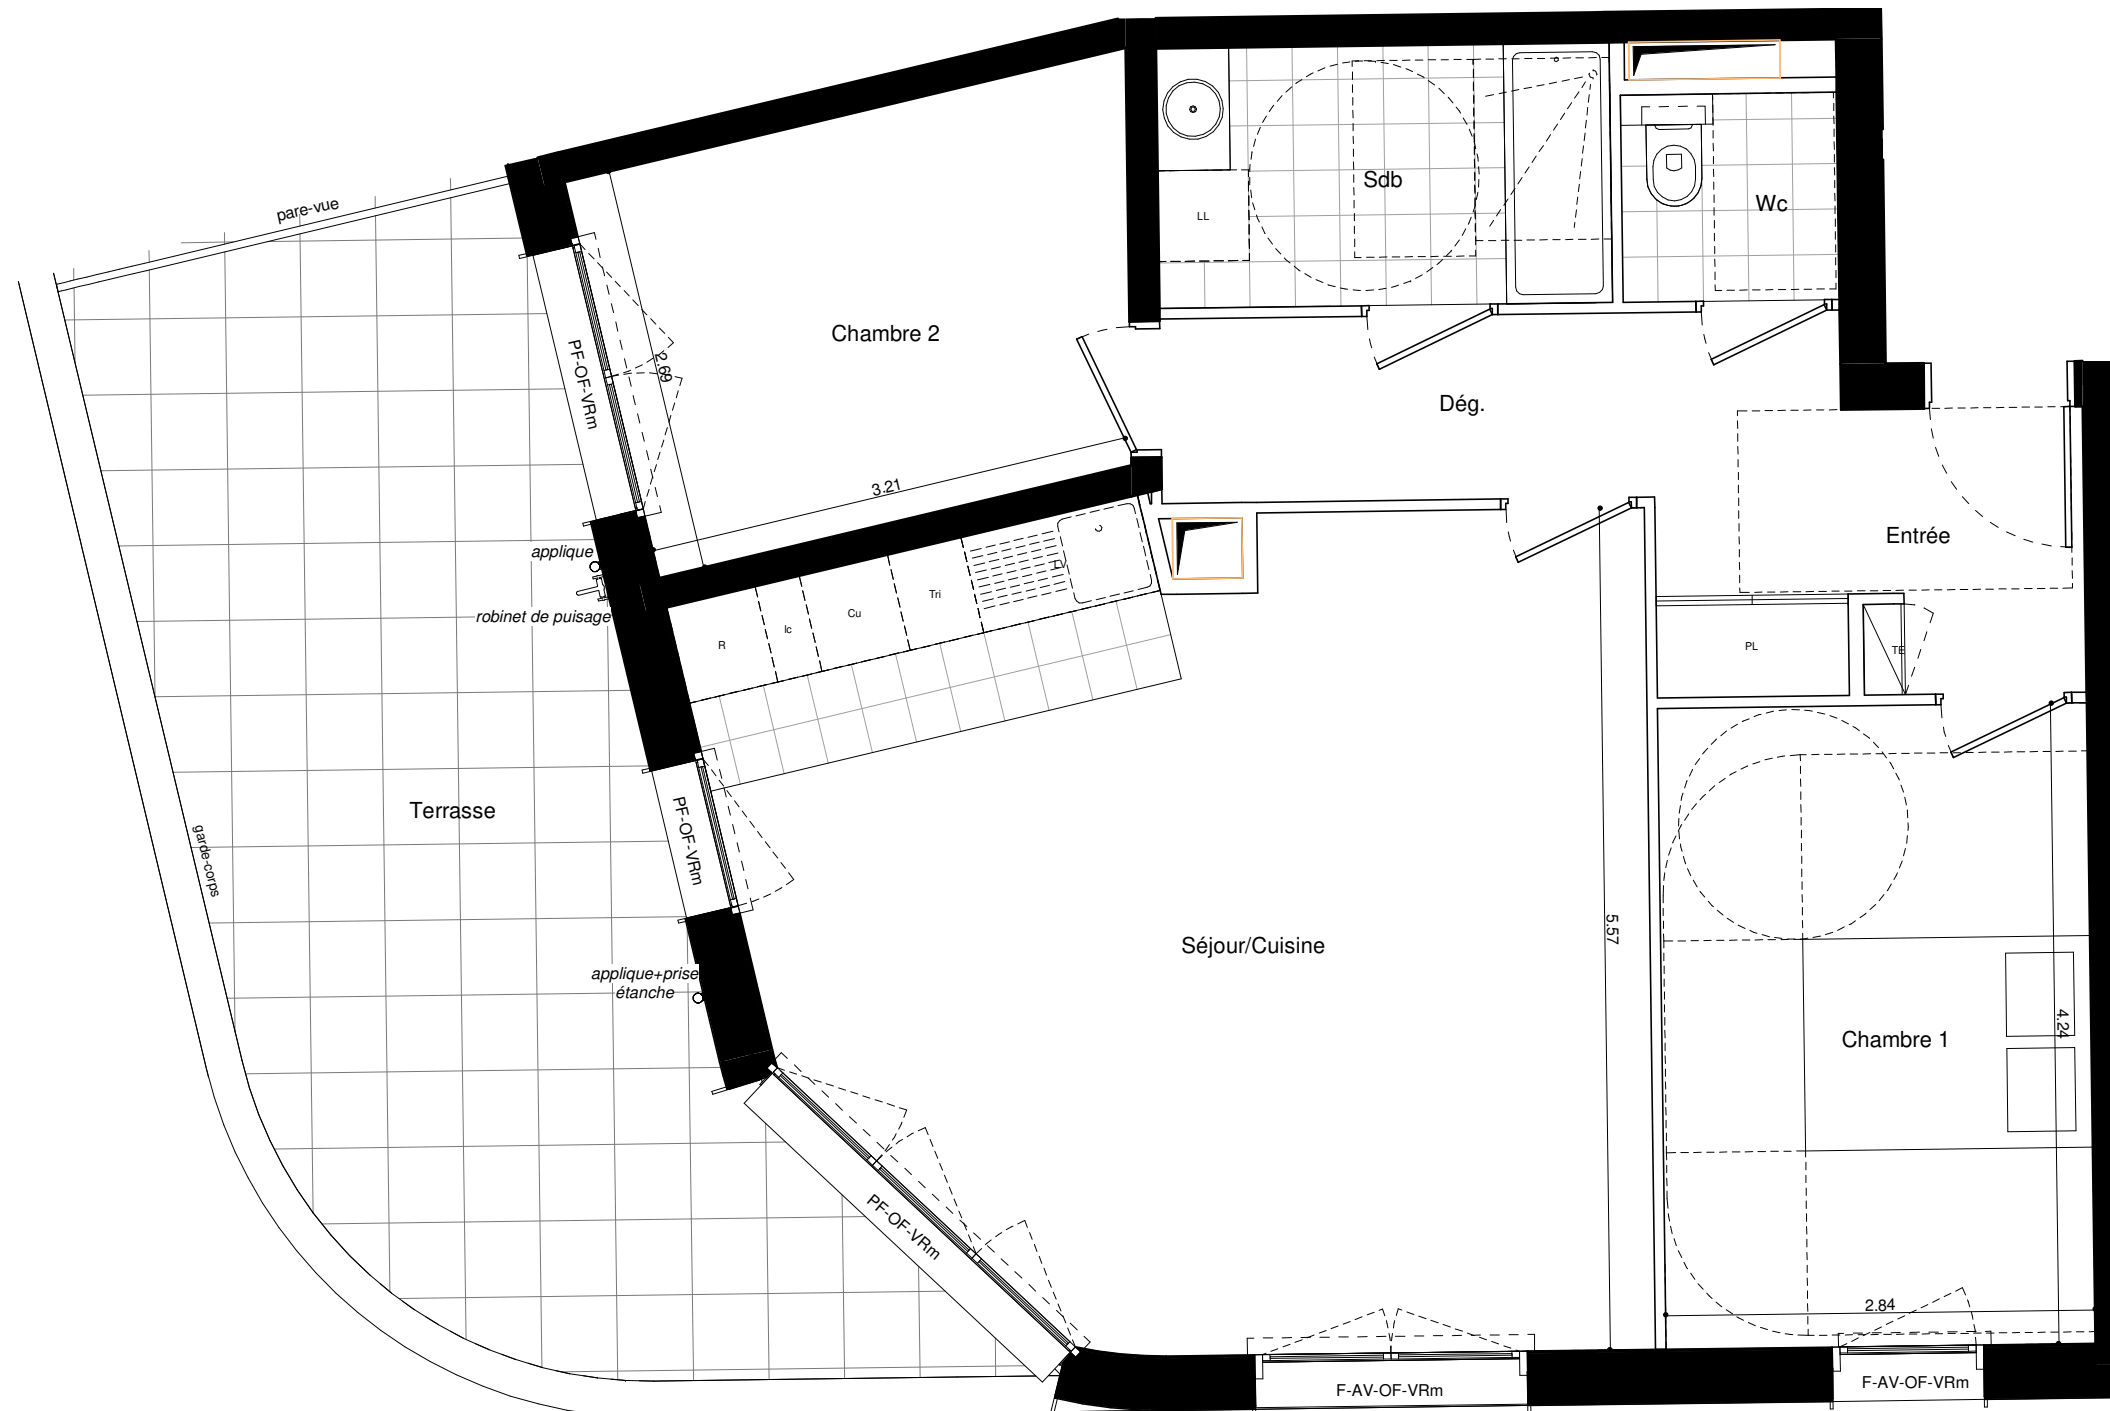 pare-vue
Sdb
LL
Wc
Chambre 2
PF-OF-VRm
2.69
Dég.
3.21
Entrée
applique
robinet de puisage
R
Ic
Cu
Tri
LV
PL
TE
Terrasse
garde-corps
PF-OF-VRm
Séjour/Cuisine
5.57
applique+prise
étanche
Chambre 1
4.24
PF-OF-VRm
2.84
F-AV-OF-VRm
F-AV-OF-VRm